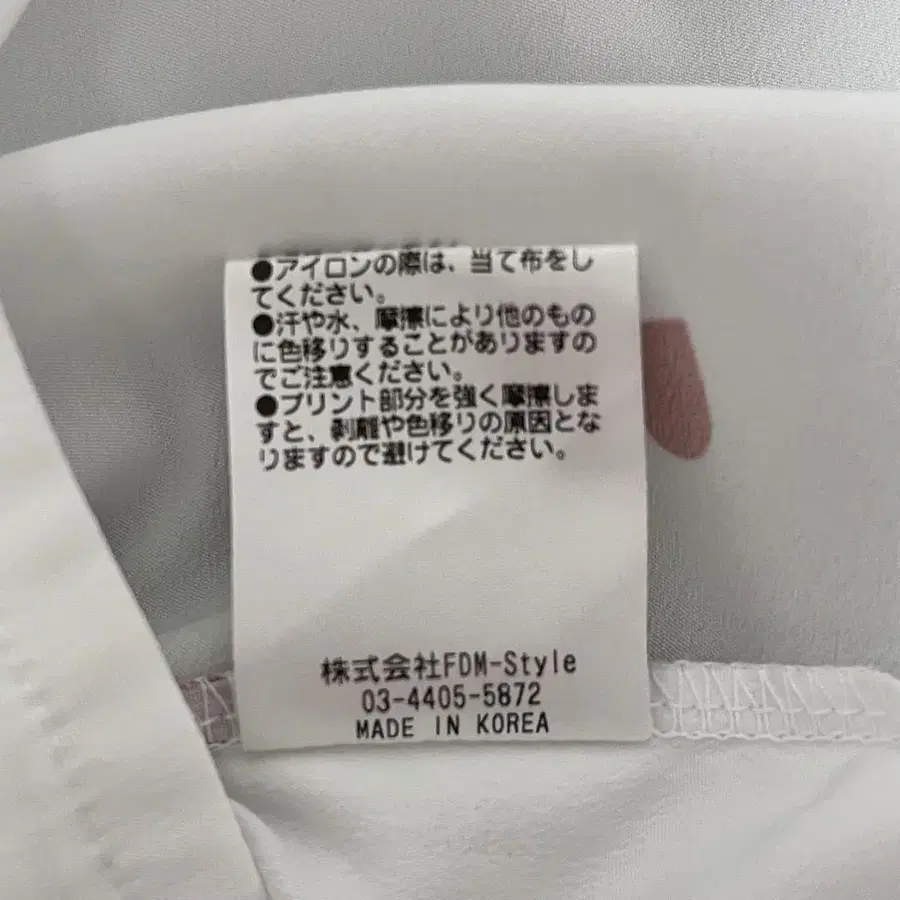 ●アイロンの際は、当て布をし
てください。
●汗や水、摩擦により他のもの
に色移りすることがありますの
でご注意ください。
●プリント部分を強く摩擦しま
すと、剥離や色移りの原因とな
りますので避けてください。
株式会社FDM-Style
03-4405-5872
MADE IN KOREA